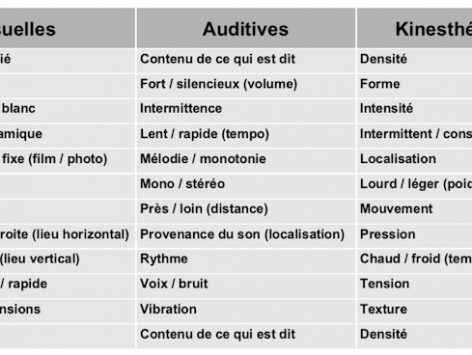 uelles Auditives Kinesthé
ié Contenu de ce qui est dit Densité
Fort / silencieux (volume) Forme
blanc Intermittence Intensité
amique Lent / rapide (tempo) Intermittent / cons
fixe (film / photo) Mélodie / monotonie Localisation
Mono / stéréo Lourd / léger (poid
Près / loin (distance) Mouvement
roite (lieu horizontal) Provenance du son (localisation) Pression
(lieu vertical) Rythme Chaud / froid (tem
/ rapide Voix / bruit Tension
nsions Vibration Texture
Contenu de ce qui est dit Densité